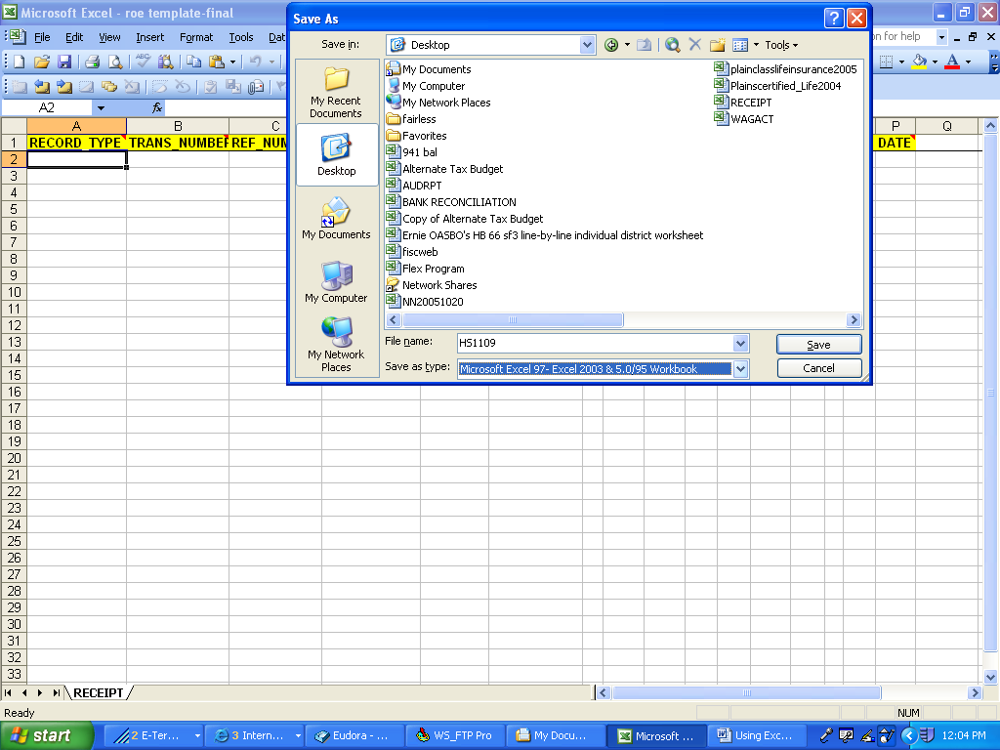 Microsoft Excel - roe template-final
Save As
File Edit View Insert Format Tools Dat
n for help
Save in: Desktop Tools
A2 fx
My Recent Documents
Desktop
My Documents
My Computer
My Network Places
My Documents
My Computer
My Network Places
fairless
Favorites
941 bal
Alternate Tax Budget
AUDRPT
BANK RECONCILIATION
Copy of Alternate Tax Budget
Ernie OASBO's HB 66 sf3 line-by-line individual district worksheet
fiscweb
Flex Program
Network Shares
NN20051020
plainclasslifeinsurance2005
Plainscertified_Life2004
RECEIPT
WAGACT
File name: HS1109 Save
Save as type: Microsoft Excel 97- Excel 2003 & 5.0/95 Workbook Cancel
A B C P Q
1 RECORD_TYPE TRANS_NUMBER REF_NUM DATE
2
3
4
5
6
7
8
9
10
11
12
13
14
15
16
17
18
19
20
21
22
23
24
25
26
27
28
29
30
31
32
33
RECEIPT
Ready NUM
start 2 E-Ter... 3 Intern... Eudora - ... WS_FTP Pro My Docu... Microsoft ... Using Exc... 12:04 PM